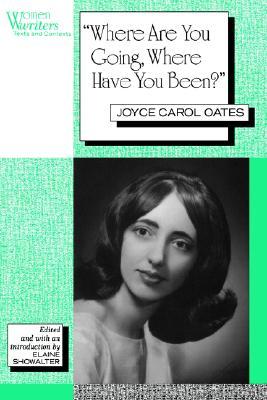 Women
Writers
Texts and Contexts
"Where Are You
Going, Where
Have You Been?"
JOYCE CAROL OATES
Edited
and with an
introduction by
ELAINE
SHOWALTER